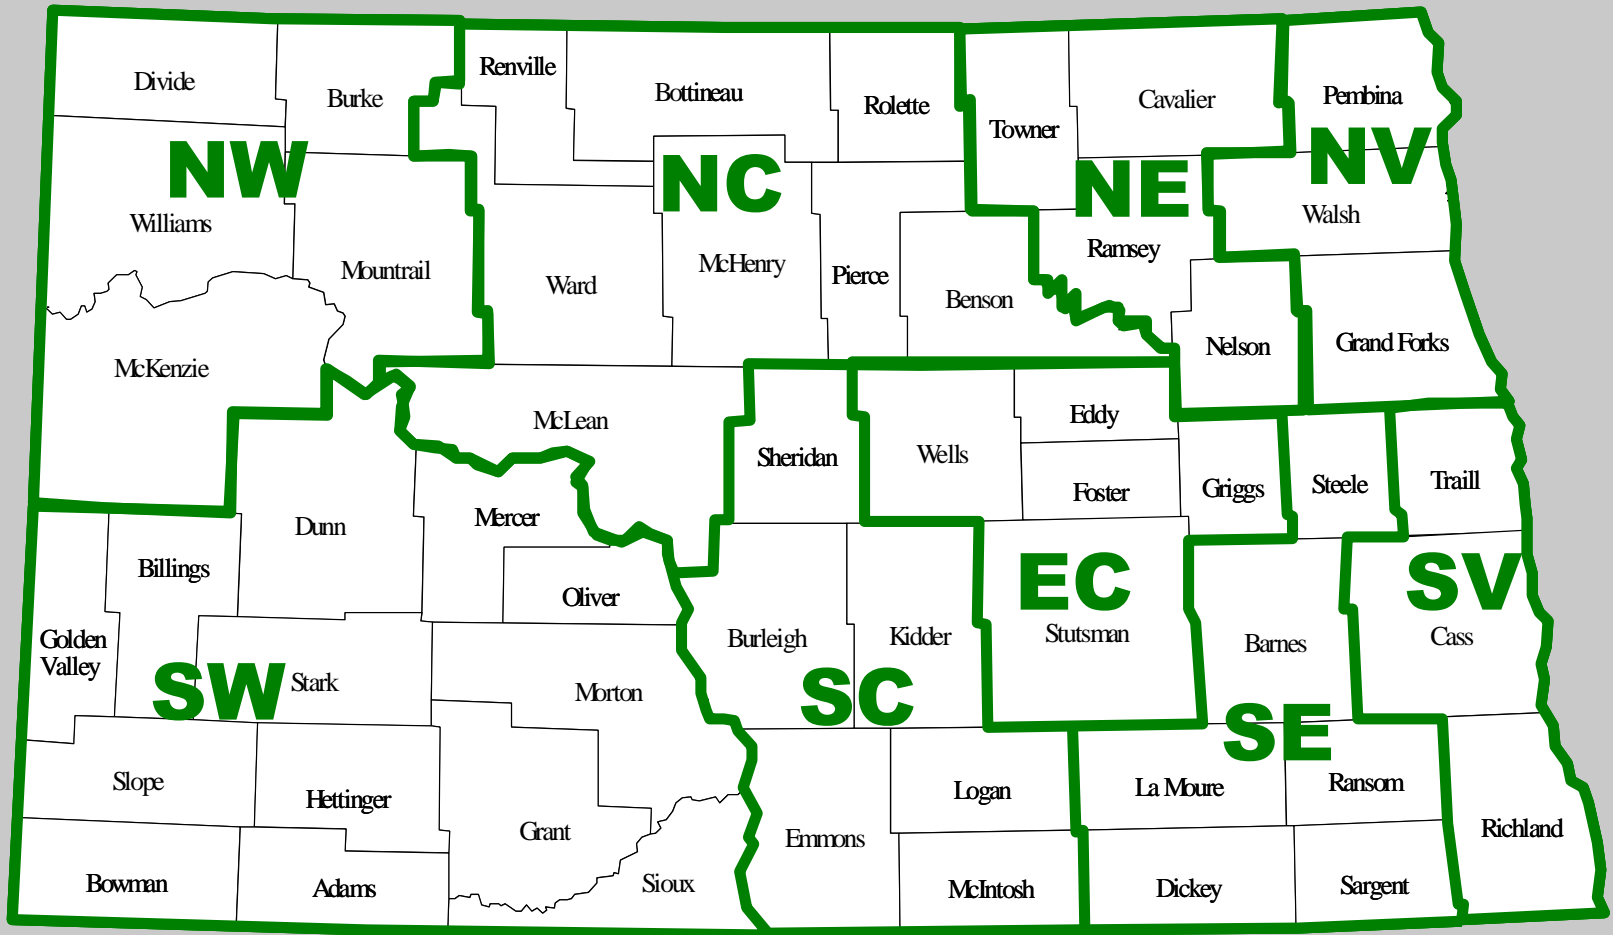 Divide
Burke
Renville
Bottineau
Rolette
Towner
Cavalier
Pembina
NW
NC
NE
NV
Williams
Mountrail
Ward
McHenry
Pierce
Benson
Ramsey
Walsh
McKenzie
McLean
Nelson
Grand Forks
Sheridan
Wells
Eddy
Foster
Griggs
Steele
Traill
Dunn
Mercer
Billings
Oliver
EC
SV
Golden
Valley
Burleigh
Kidder
Stutsman
Barnes
Cass
SW
Stark
Morton
SC
SE
Slope
Hettinger
Grant
Emmons
Logan
La Moure
Ransom
Richland
Bowman
Adams
Sioux
McIntosh
Dickey
Sargent